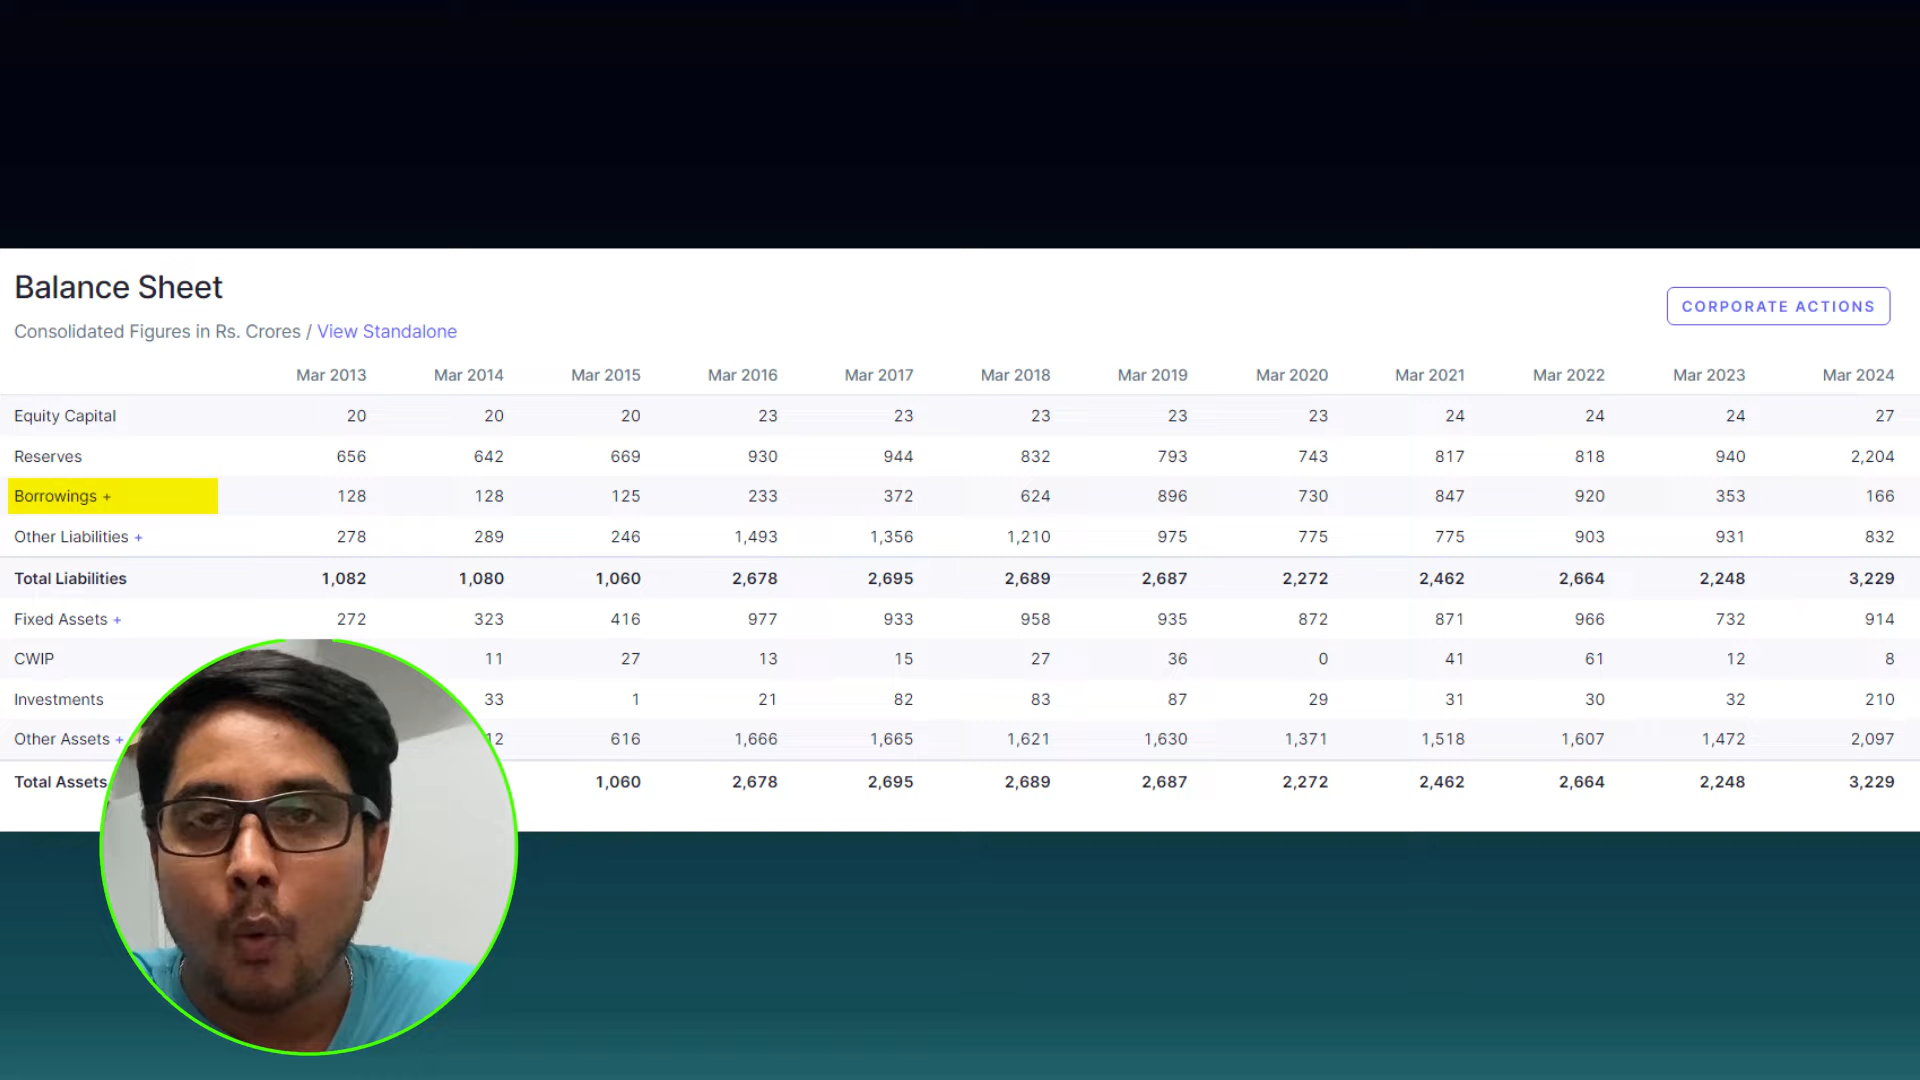 Balance Sheet
CORPORATE ACTIONS
Consolidated Figures in Rs. Crores / View Standalone
Mar 2013 Mar 2014 Mar 2015 Mar 2016 Mar 2017 Mar 2018 Mar 2019 Mar 2020 Mar 2021 Mar 2022 Mar 2023 Mar 2024
Equity Capital 20 20 20 23 23 23 23 23 24 24 24 27
Reserves 656 642 669 930 944 832 793 743 817 818 940 2,204
Borrowings + 128 128 125 233 372 624 896 730 847 920 353 166
Other Liabilities + 278 289 246 1,493 1,356 1,210 975 775 775 903 931 832
Total Liabilities 1,082 1,080 1,060 2,678 2,695 2,689 2,687 2,272 2,462 2,664 2,248 3,229
Fixed Assets + 272 323 416 977 933 958 935 872 871 966 732 914
CWIP 11 27 13 15 27 36 0 41 61 12 8
Investments 33 1 21 82 83 87 29 31 30 32 210
Other Assets + 616 1,666 1,665 1,621 1,630 1,371 1,518 1,607 1,472 2,097
Total Assets 1,060 2,678 2,695 2,689 2,687 2,272 2,462 2,664 2,248 3,229